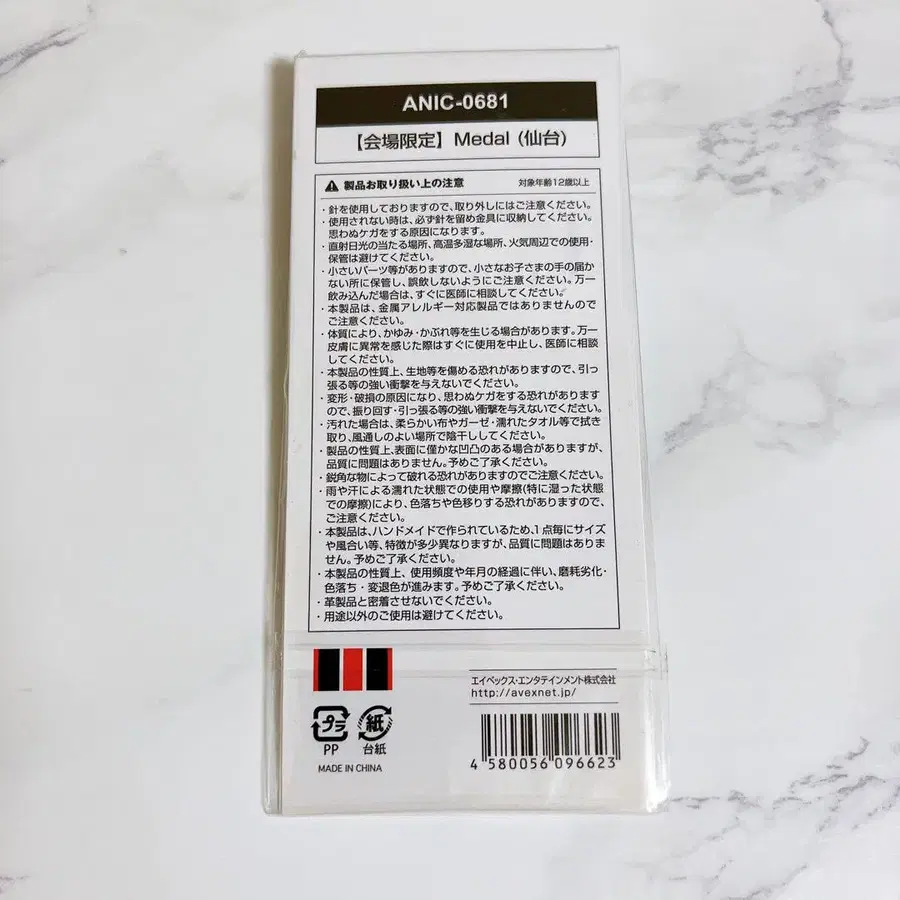 ANIC-0681
【会場限定】Medal (仙台)
製品お取り扱い上の注意 対象年齢12歳以上
・針を使用しておりますので、取り外しにはご注意ください。
・使用されない時は、必ず針を留め金具に収納してください。
思わぬケガをする原因になります。
・直射日光の当たる場所、高温多湿な場所、火気周辺での使用・
保管は避けてください。
・小さいパーツ等がありますので、小さなお子さまの手の届か
ない所に保管し、誤飲しないようにご注意ください。万一
飲み込んだ場合は、すぐに医師に相談してください。
・本製品は、金属アレルギー対応製品ではありませんので
ご注意ください。
・体質により、かゆみ・かぶれ等を生じる場合があります。万一
皮膚に異常を感じた際はすぐに使用を中止し、医師に相談
してください。
・本製品の性質上、生地等を傷める恐れがありますので、引っ
張る等の強い衝撃を与えないでください。
・変形・破損の原因になり、思わぬケガをする恐れがあります
ので、振り回す・引っ張る等の強い衝撃を与えないでください。
・汚れた場合は、柔らかい布やガーゼ・濡れたタオル等で拭き
取り、風通しのよい場所で陰干ししてください。
・製品の性質上、表面に僅かな凹凸のある場合がありますが、
品質に問題はありません。予めご了承ください。
・鋭角な物によって破れる恐れがありますのでご注意ください。
・雨や汗による濡れた状態での使用や摩擦(特に湿った状態
での摩擦)により、色落ちや色移りする恐れがありますので、
ご注意ください。
・本製品は、ハンドメイドで作られているため、1点毎にサイズ
や風合い等、特徴が多少異なりますが、品質に問題はありま
せん。予めご了承ください。
・本製品の性質上、使用頻度や年月の経過に伴い、磨耗劣化・
色落ち・変退色が進みます。予めご了承ください。
・革製品と密着させないでください。
・用途以外のご使用は避けてください。
エイベックス・エンタテインメント株式会社
http://avexnet.jp/
プラ 紙
PP 台紙
MADE IN CHINA
4 580056 096623